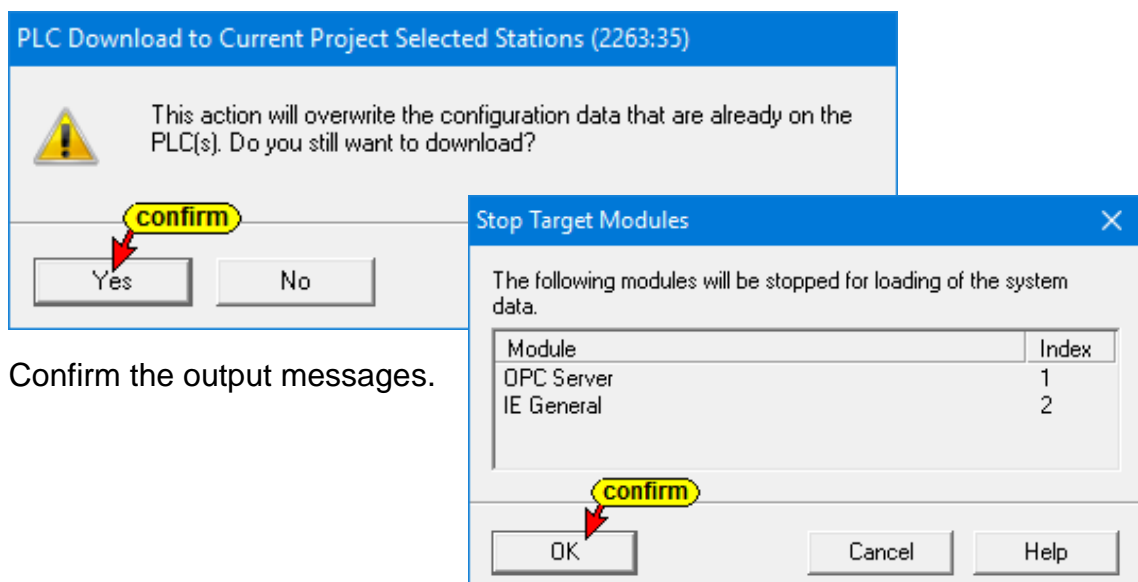 PLC Download to Current Project Selected Stations (2263:35)
This action will overwrite the configuration data that are already on the
PLC(s). Do you still want to download?
confirm
Yes No
Confirm the output messages.
Stop Target Modules
The following modules will be stopped for loading of the system
data.
Module Index
OPC Server 1
IE General 2
confirm
OK Cancel Help